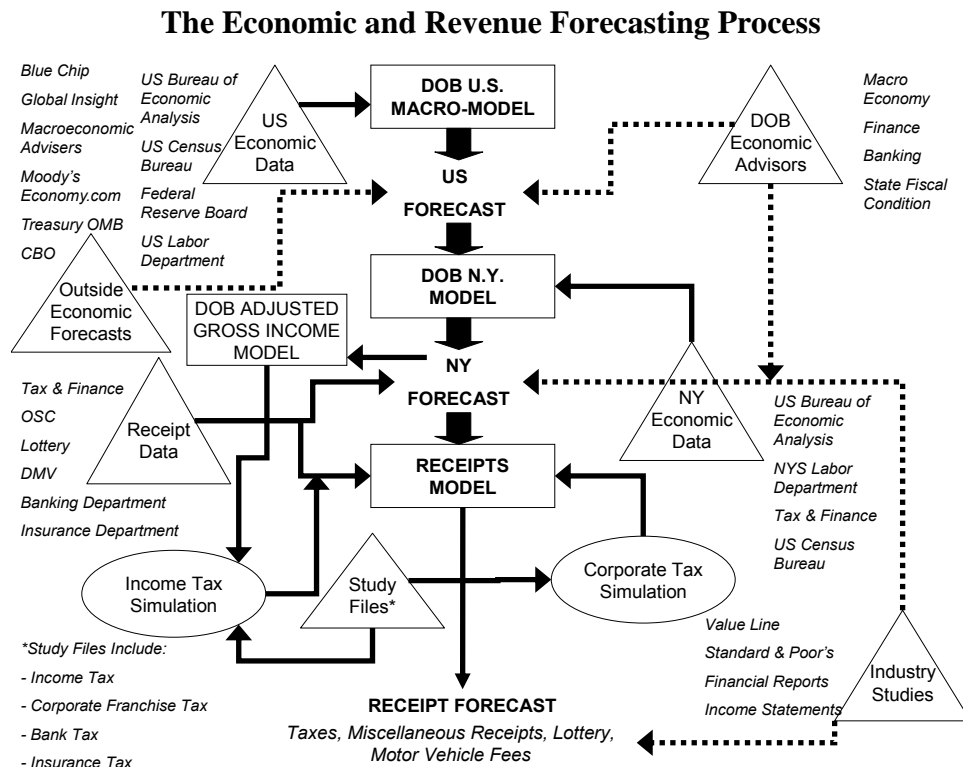 The Economic and Revenue Forecasting Process
Blue Chip
Global Insight
Macroeconomic
Advisers
Moody's
Economy.com
Treasury OMB
CBO
US Bureau of
Economic
Analysis
US Census
Bureau
Federal
Reserve Board
US Labor
Department
US
Economic
Data
DOB U.S.
MACRO-MODEL
DOB
Economic
Advisors
Macro
Economy
Finance
Banking
State Fiscal
Condition
US
FORECAST
Outside
Economic
Forecasts
DOB ADJUSTED
GROSS INCOME
MODEL
DOB N.Y.
MODEL
NY
FORECAST
Tax & Finance
OSC
Lottery
DMV
Banking Department
Insurance Department
Receipt
Data
NY
Economic
Data
US Bureau of
Economic
Analysis
NYS Labor
Department
Tax & Finance
US Census
Bureau
RECEIPTS
MODEL
Income Tax
Simulation
Study
Files*
Corporate Tax
Simulation
*Study Files Include:
- Income Tax
- Corporate Franchise Tax
- Bank Tax
- Insurance Tax
Value Line
Standard & Poor's
Financial Reports
Income Statements
Industry
Studies
RECEIPT FORECAST
Taxes, Miscellaneous Receipts, Lottery,
Motor Vehicle Fees